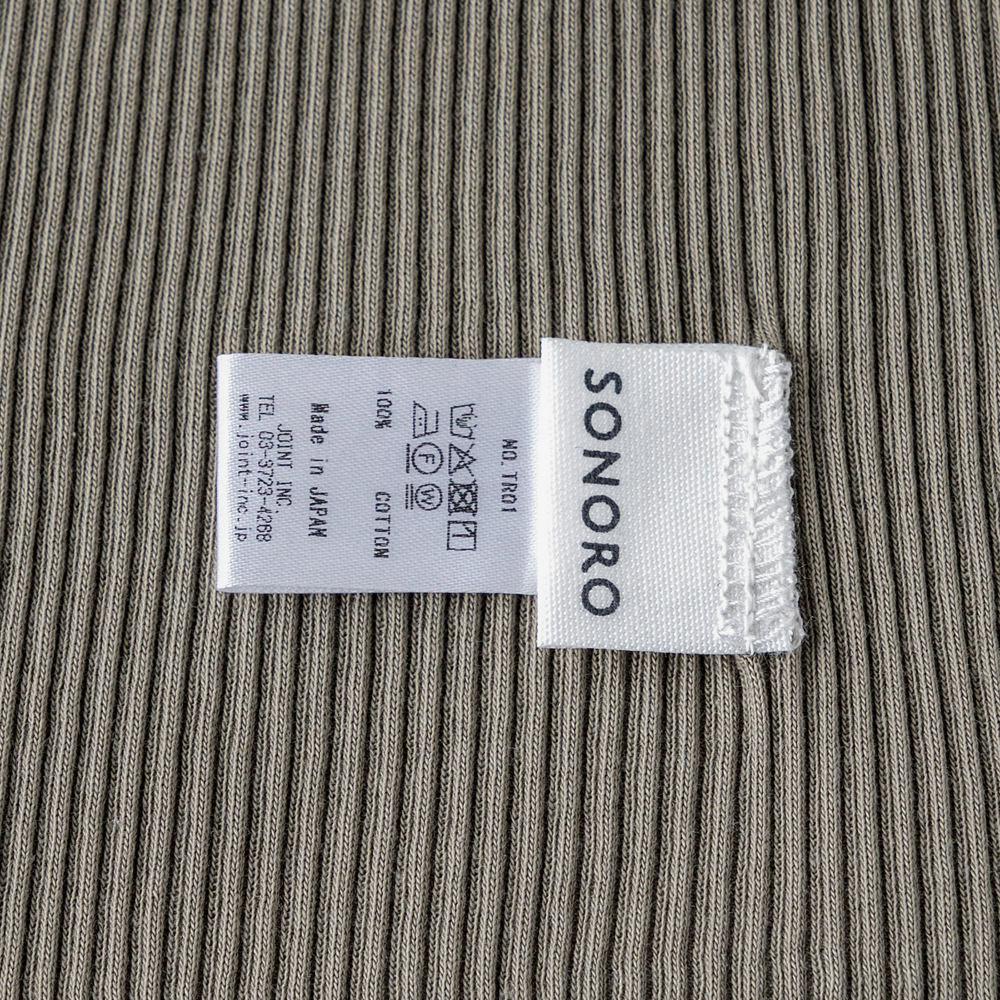 SONORO
NO. TR01
F W
100% COTTON
Made in JAPAN
JOINT INC.
TEL 03-3723-4268
www.joint-inc.jp